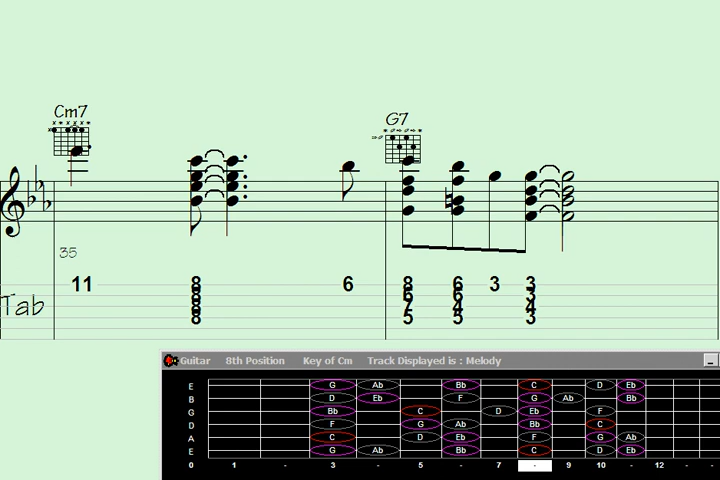 Cm7
G7
35
11 8 6 8 6 3 3
8 6 6 3
8 7 4 4
8 5 5 3
Tab
Guitar 8th Position Key of Cm Track Displayed is : Melody
E G Ab Bb C D Eb
B D Eb F G Ab Bb
G Bb C D Eb F
D F G Ab Bb C
A C D Eb F G Ab
E G Ab Bb C D Eb
0 1 - 3 - 5 - 7 - 9 10 - 12 - -